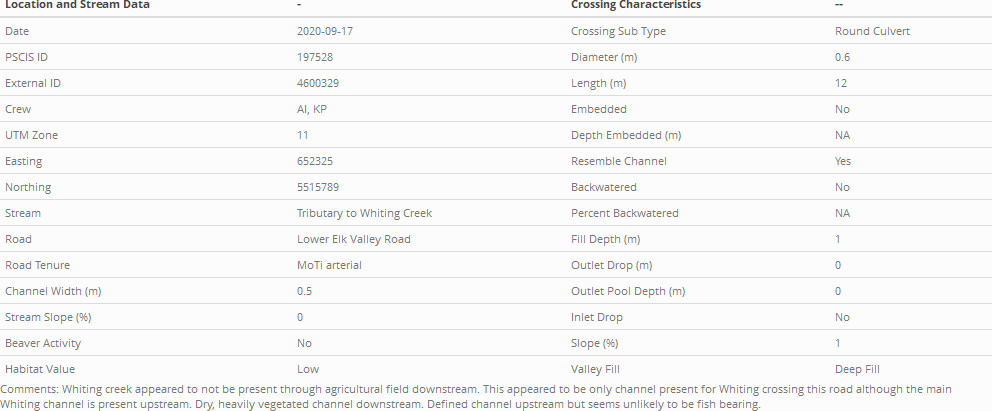 Location and Stream Data - Crossing Characteristics --
Date 2020-09-17 Crossing Sub Type Round Culvert
PSCIS ID 197528 Diameter (m) 0.6
External ID 4600329 Length (m) 12
Crew AI, KP Embedded No
UTM Zone 11 Depth Embedded (m) NA
Easting 652325 Resemble Channel Yes
Northing 5515789 Backwatered No
Stream Tributary to Whiting Creek Percent Backwatered NA
Road Lower Elk Valley Road Fill Depth (m) 1
Road Tenure MoTi arterial Outlet Drop (m) 0
Channel Width (m) 0.5 Outlet Pool Depth (m) 0
Stream Slope (%) 0 Inlet Drop No
Beaver Activity No Slope (%) 1
Habitat Value Low Valley Fill Deep Fill
Comments: Whiting creek appeared to not be present through agricultural field downstream. This appeared to be only channel present for Whiting crossing this road although the main
Whiting channel is present upstream. Dry, heavily vegetated channel downstream. Defined channel upstream but seems unlikely to be fish bearing.